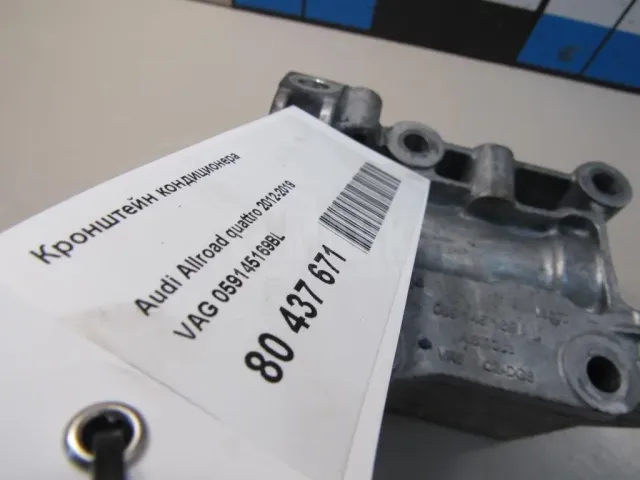 Кронштейн кондиционера
Audi Allroad quattro 2012-2019
VAG 059145169BL
80 437 671